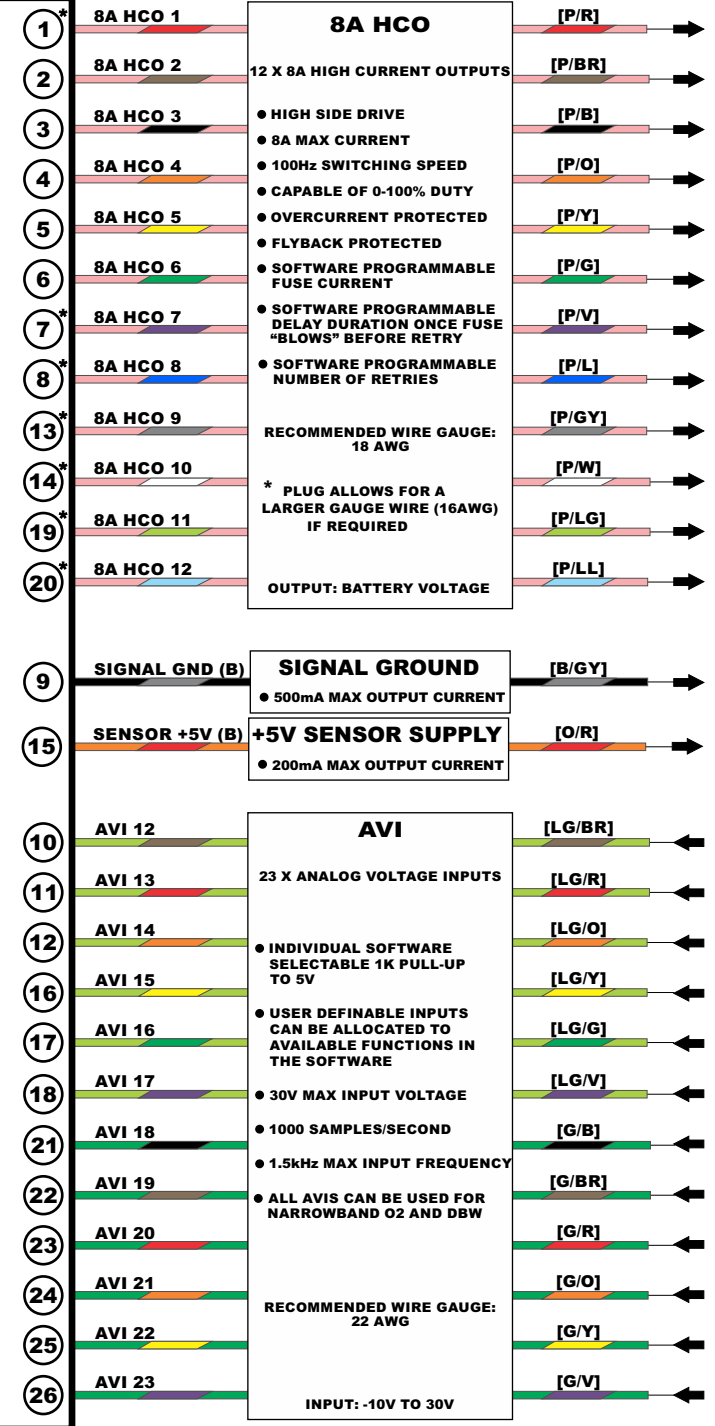 1* 8A HCO 1 [P/R]
2 8A HCO 2 [P/BR]
3 8A HCO 3 [P/B]
4 8A HCO 4 [P/O]
5 8A HCO 5 [P/Y]
6 8A HCO 6 [P/G]
7* 8A HCO 7 [P/V]
8* 8A HCO 8 [P/L]
13* 8A HCO 9 [P/GY]
14* 8A HCO 10 [P/W]
19* 8A HCO 11 [P/LG]
20* 8A HCO 12 [P/LL]
8A HCO
12 X 8A HIGH CURRENT OUTPUTS
● HIGH SIDE DRIVE
● 8A MAX CURRENT
● 100Hz SWITCHING SPEED
● CAPABLE OF 0-100% DUTY
● OVERCURRENT PROTECTED
● FLYBACK PROTECTED
● SOFTWARE PROGRAMMABLE
FUSE CURRENT
● SOFTWARE PROGRAMMABLE
DELAY DURATION ONCE FUSE
“BLOWS” BEFORE RETRY
● SOFTWARE PROGRAMMABLE
NUMBER OF RETRIES
RECOMMENDED WIRE GAUGE:
18 AWG
* PLUG ALLOWS FOR A
LARGER GAUGE WIRE (16AWG)
IF REQUIRED
OUTPUT: BATTERY VOLTAGE
9 SIGNAL GND (B) [B/GY]
SIGNAL GROUND
● 500mA MAX OUTPUT CURRENT
15 SENSOR +5V (B) [O/R]
+5V SENSOR SUPPLY
● 200mA MAX OUTPUT CURRENT
10 AVI 12 [LG/BR]
11 AVI 13 [LG/R]
12 AVI 14 [LG/O]
16 AVI 15 [LG/Y]
17 AVI 16 [LG/G]
18 AVI 17 [LG/V]
21 AVI 18 [G/B]
22 AVI 19 [G/BR]
23 AVI 20 [G/R]
24 AVI 21 [G/O]
25 AVI 22 [G/Y]
26 AVI 23 [G/V]
AVI
23 X ANALOG VOLTAGE INPUTS
● INDIVIDUAL SOFTWARE
SELECTABLE 1K PULL-UP
TO 5V
● USER DEFINABLE INPUTS
CAN BE ALLOCATED TO
AVAILABLE FUNCTIONS IN
THE SOFTWARE
● 30V MAX INPUT VOLTAGE
● 1000 SAMPLES/SECOND
● 1.5kHz MAX INPUT FREQUENCY
● ALL AVIS CAN BE USED FOR
NARROWBAND O2 AND DBW
RECOMMENDED WIRE GAUGE:
22 AWG
INPUT: -10V TO 30V